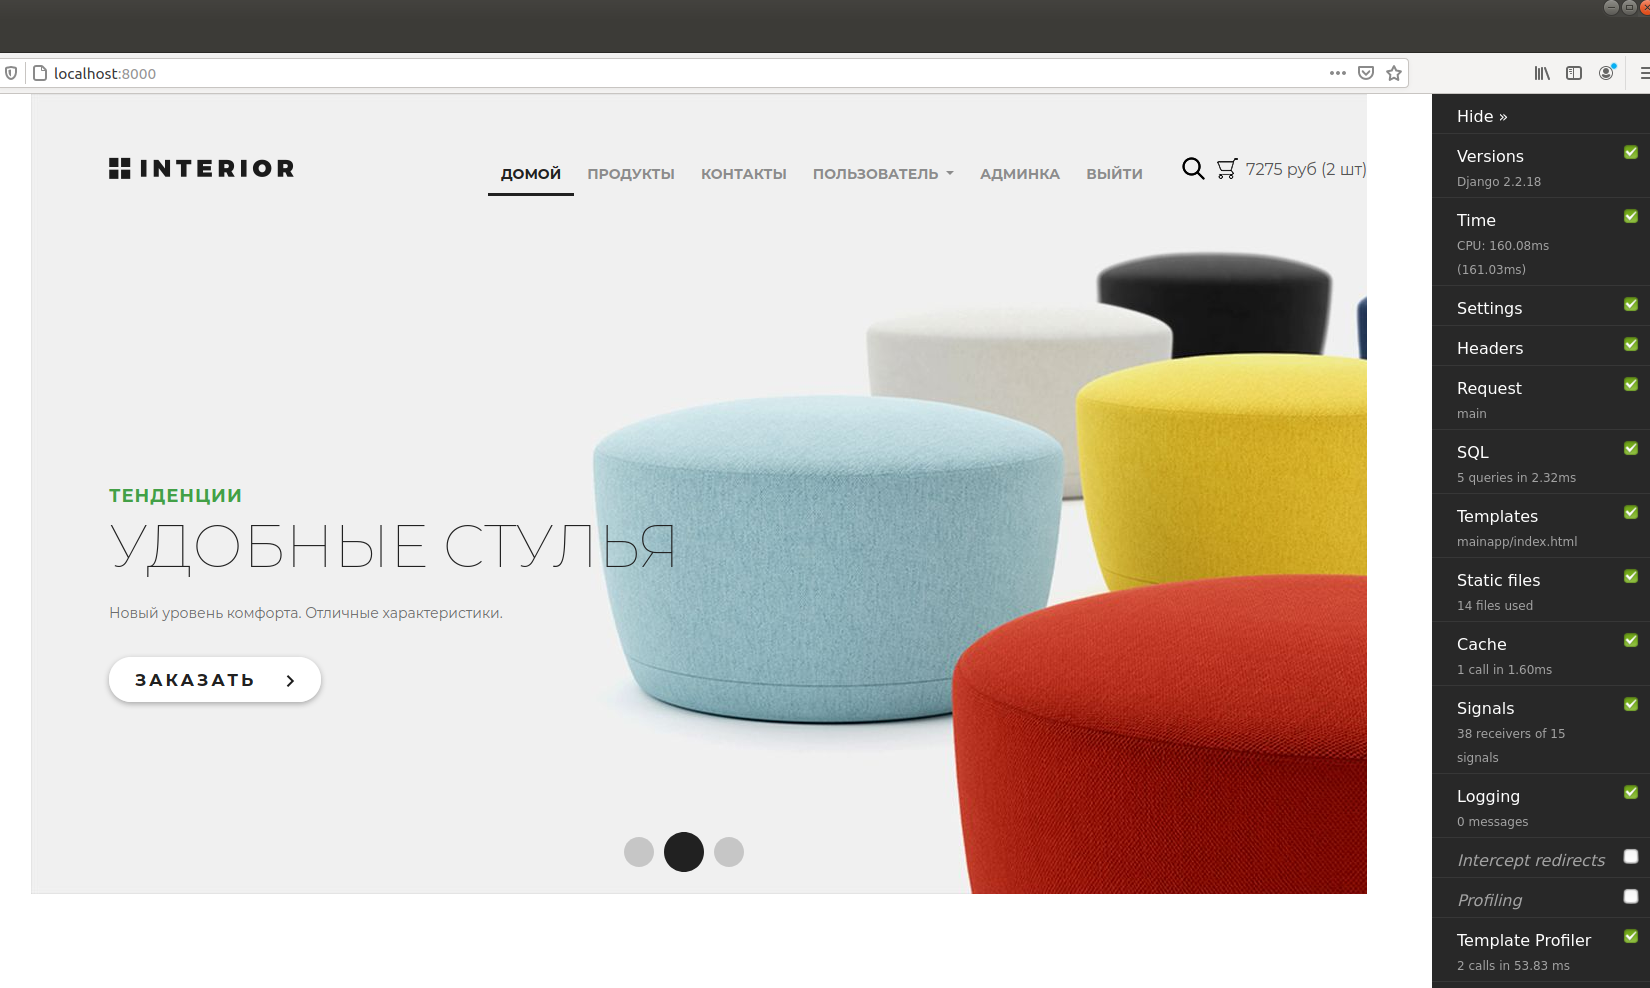 localhost:8000
INTERIOR
ДОМОЙ ПРОДУКТЫ КОНТАКТЫ ПОЛЬЗОВАТЕЛЬ АДМИНКА ВЫЙТИ 7275 руб (2 шт)
ТЕНДЕНЦИИ
УДОБНЫЕ СТУЛЬЯ
Новый уровень комфорта. Отличные характеристики.
ЗАКАЗАТЬ
Hide »
Versions
Django 2.2.18
Time
CPU: 160.08ms
(161.03ms)
Settings
Headers
Request
main
SQL
5 queries in 2.32ms
Templates
mainapp/index.html
Static files
14 files used
Cache
1 call in 1.60ms
Signals
38 receivers of 15
signals
Logging
0 messages
Intercept redirects
Profiling
Template Profiler
2 calls in 53.83 ms